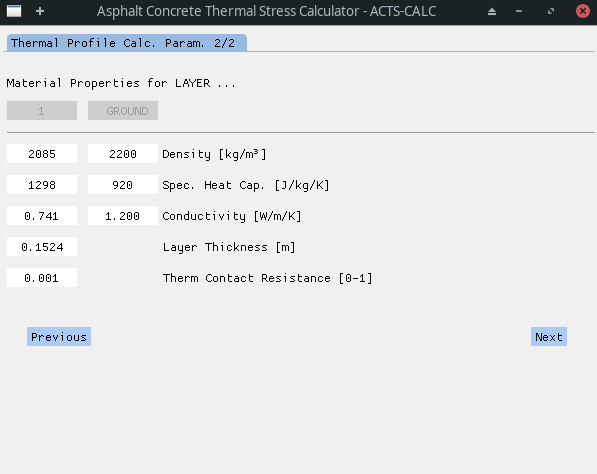 Asphalt Concrete Thermal Stress Calculator - ACTS-CALC
Thermal Profile Calc. Param. 2/2
Material Properties for LAYER ...
1 GROUND
2085 2200 Density [kg/m³]
1298 920 Spec. Heat Cap. [J/kg/K]
0.741 1.200 Conductivity [W/m/K]
0.1524 Layer Thickness [m]
0.001 Therm Contact Resistance [0-1]
Previous Next